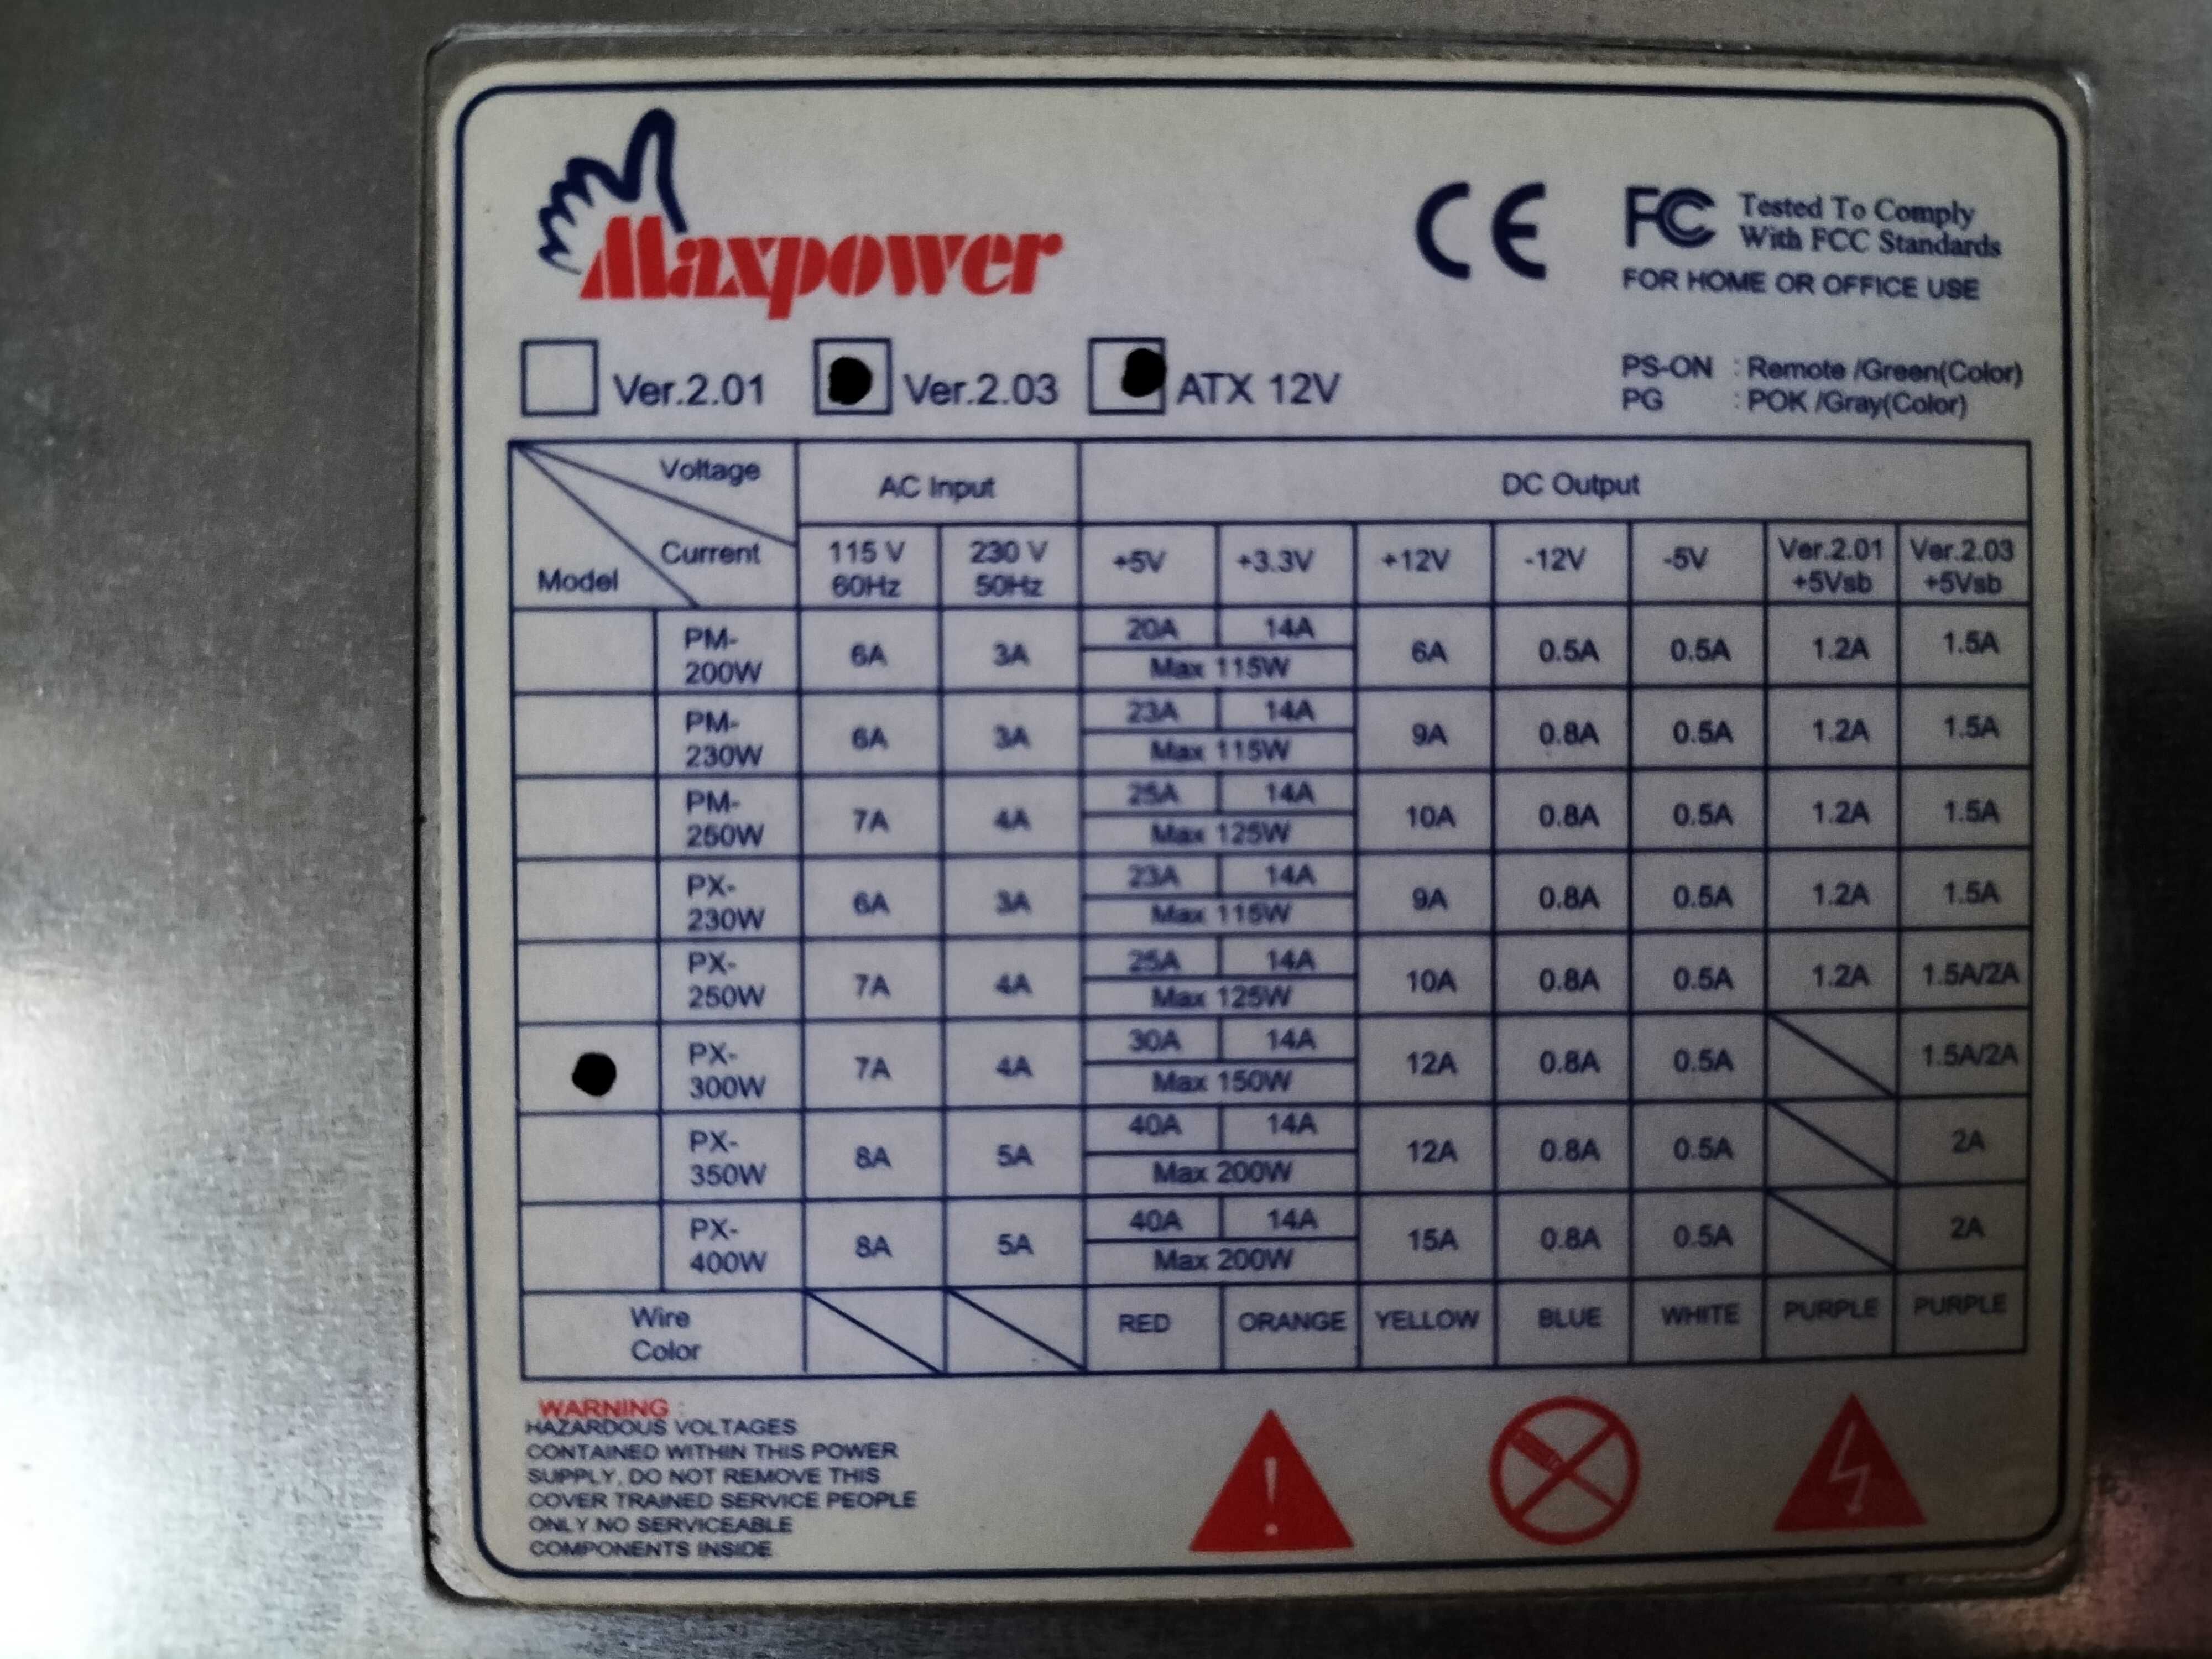 Maxpower
CE FC Tested To Comply
With FCC Standards
FOR HOME OR OFFICE USE
Ver.2.01 Ver.2.03 ATX 12V
PS-ON : Remote /Green(Color)
PG : POK /Gray(Color)
Voltage AC Input DC Output
Current
Model
115 V 60Hz 230 V 50Hz +5V +3.3V +12V -12V -5V Ver.2.01 +5Vsb Ver.2.03 +5Vsb
PM-200W 6A 3A 20A 14A Max 115W 6A 0.5A 0.5A 1.2A 1.5A
PM-230W 6A 3A 23A 14A Max 115W 9A 0.8A 0.5A 1.2A 1.5A
PM-250W 7A 4A 25A 14A Max 125W 10A 0.8A 0.5A 1.2A 1.5A
PX-230W 6A 3A 23A 14A Max 115W 9A 0.8A 0.5A 1.2A 1.5A
PX-250W 7A 4A 25A 14A Max 125W 10A 0.8A 0.5A 1.2A 1.5A/2A
PX-300W 7A 4A 30A 14A Max 150W 12A 0.8A 0.5A 1.5A/2A
PX-350W 8A 5A 40A 14A Max 200W 12A 0.8A 0.5A 2A
PX-400W 8A 5A 40A 14A Max 200W 15A 0.8A 0.5A 2A
Wire Color RED ORANGE YELLOW BLUE WHITE PURPLE PURPLE
WARNING :
HAZARDOUS VOLTAGES
CONTAINED WITHIN THIS POWER
SUPPLY, DO NOT REMOVE THIS
COVER TRAINED SERVICE PEOPLE
ONLY.NO SERVICEABLE
COMPONENTS INSIDE